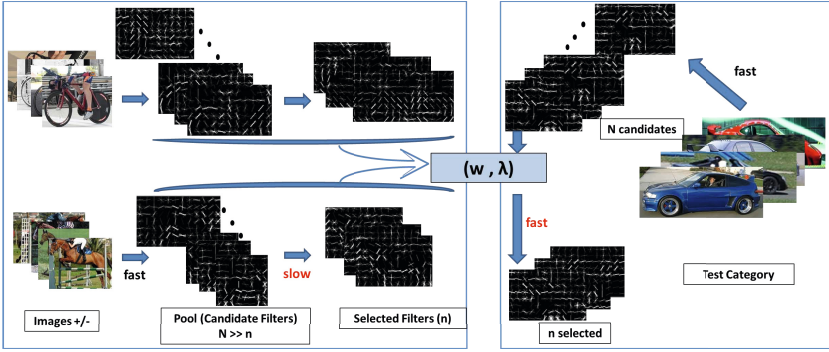 fast
N candidates
(w , λ)
fast
fast
slow
Test Category
Images +/-
Pool (Candidate Filters)
N >> n
Selected Filters (n)
n selected